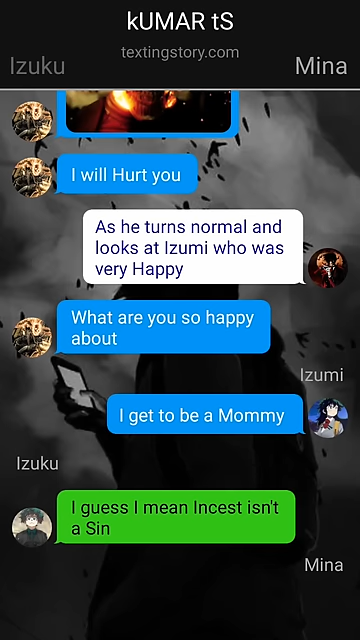 kUMAR tS
textingstory.com
Izuku
Mina
I will Hurt you
As he turns normal and
looks at Izumi who was
very Happy
What are you so happy
about
Izumi
I get to be a Mommy
Izuku
I guess I mean Incest isn't
a Sin
Mina